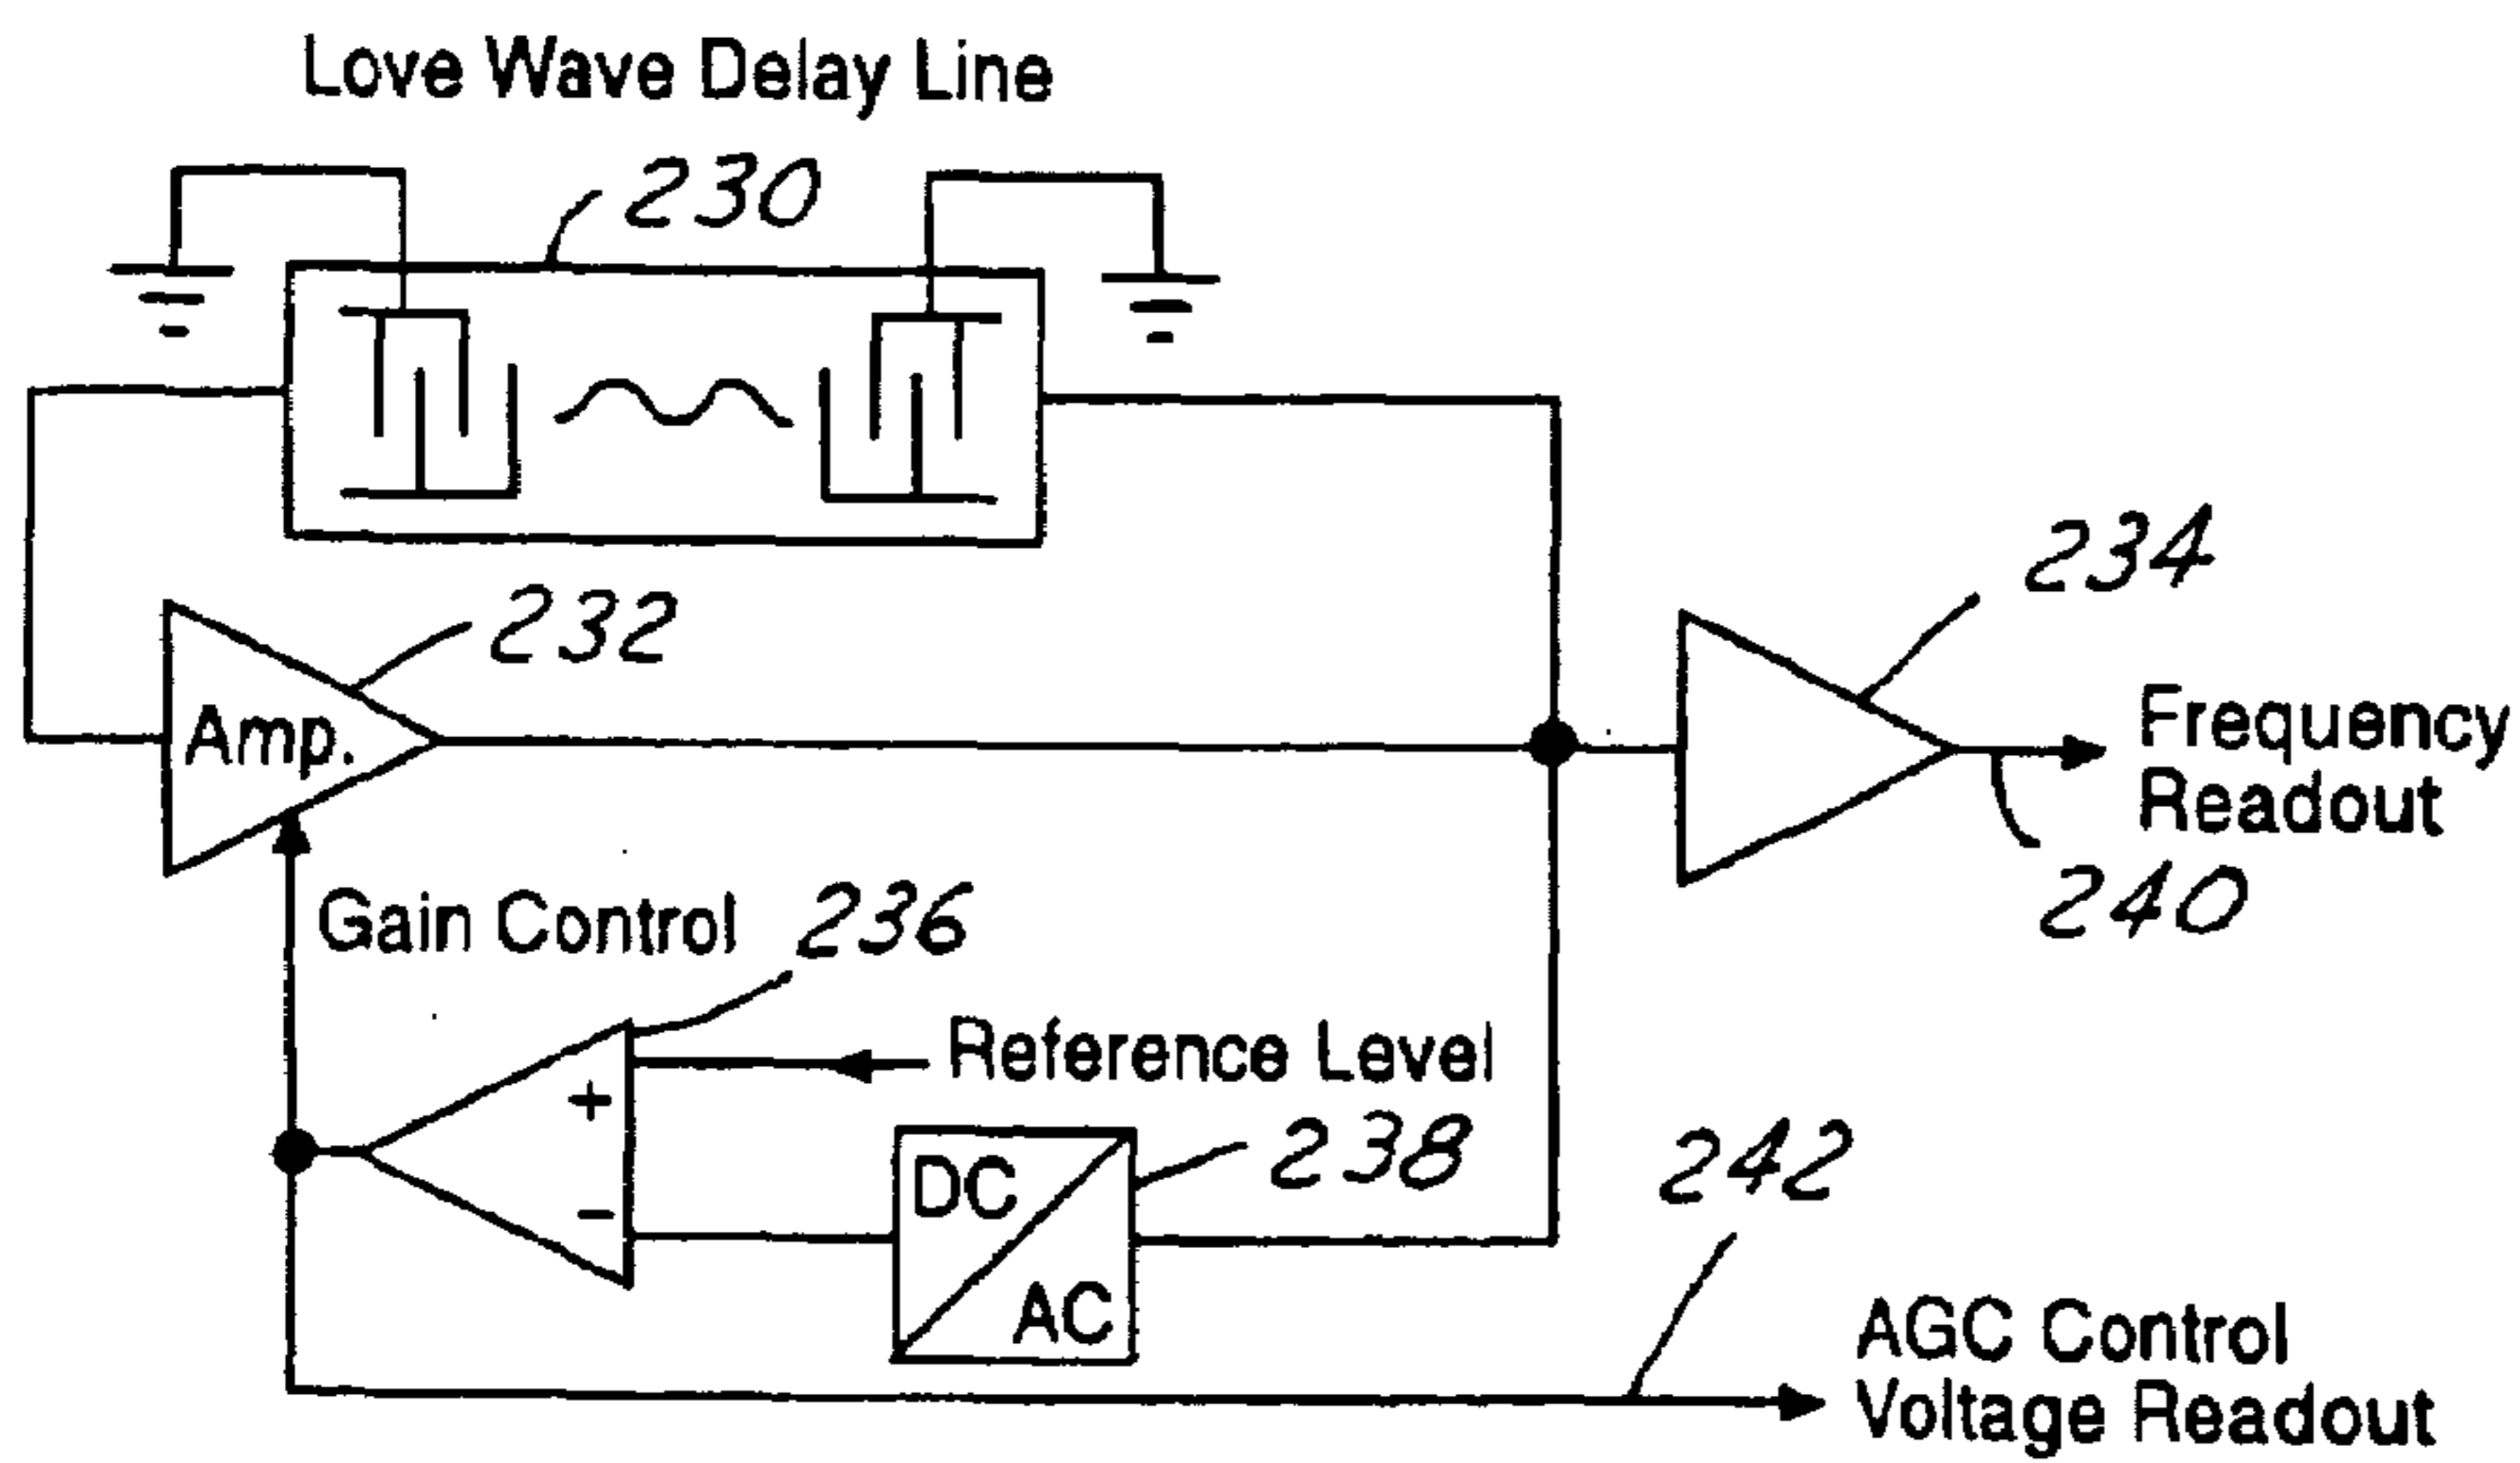 Love Wave Delay Line
230
232
234
Amp.
Frequency
Readout
240
Gain Control
236
Reference Level
+
-
DC
AC
238
242
AGC Control
Voltage Readout